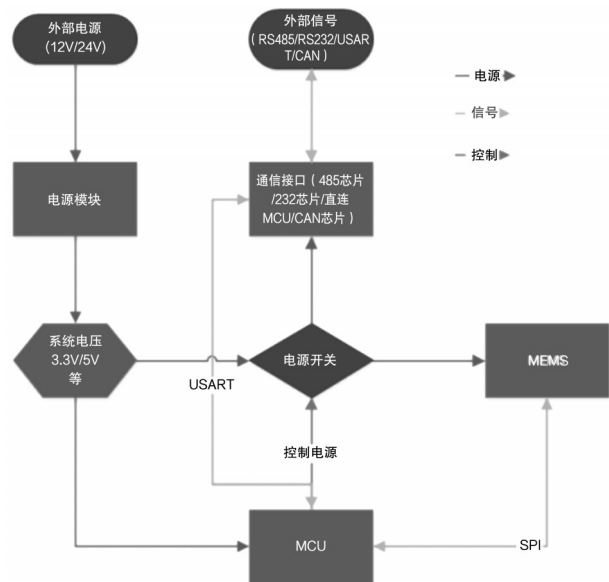 外部电源
(12V/24V)
外部信号
(RS485/RS232/USAR
T/CAN)
电源
信号
控制
电源模块
通信接口(485芯片
/232芯片/直连
MCU/CAN芯片)
系统电压
3.3V/5V
等
电源开关
MEMS
USART
控制电源
MCU
SPI